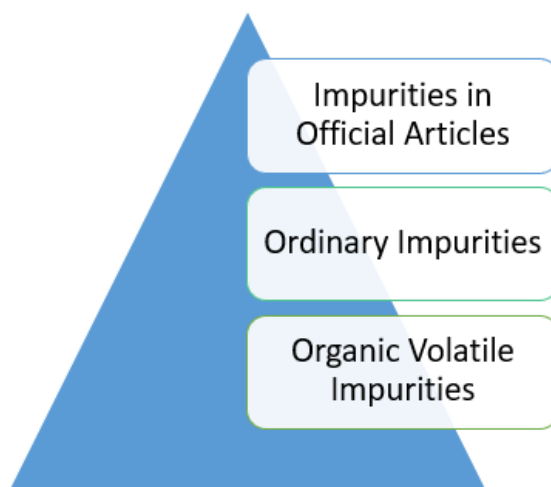 Impurities in
Official Articles
Ordinary Impurities
Organic Volatile
Impurities